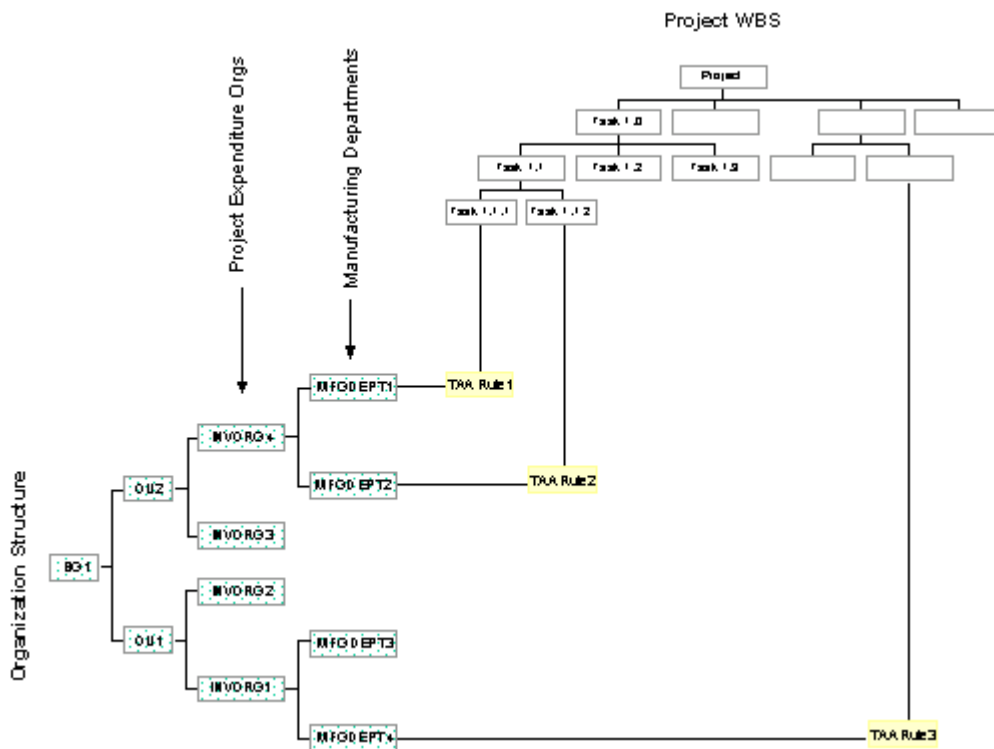 Project WBS
Project Expenditure Orgs
Manufacturing Departments
Project
Task 1.0
Task 1.1
Task 1.2
Task 1.3
Task 1.1.1
Task 1.1.2
MFGDEPT1
TAA Rule1
INVORG4
MFGDEPT2
TAA Rule2
OU2
INVORG3
Organization Structure
BG1
INVORG2
OU1
MFGDEPT3
INVORG1
MFGDEPT4
TAA Rule3